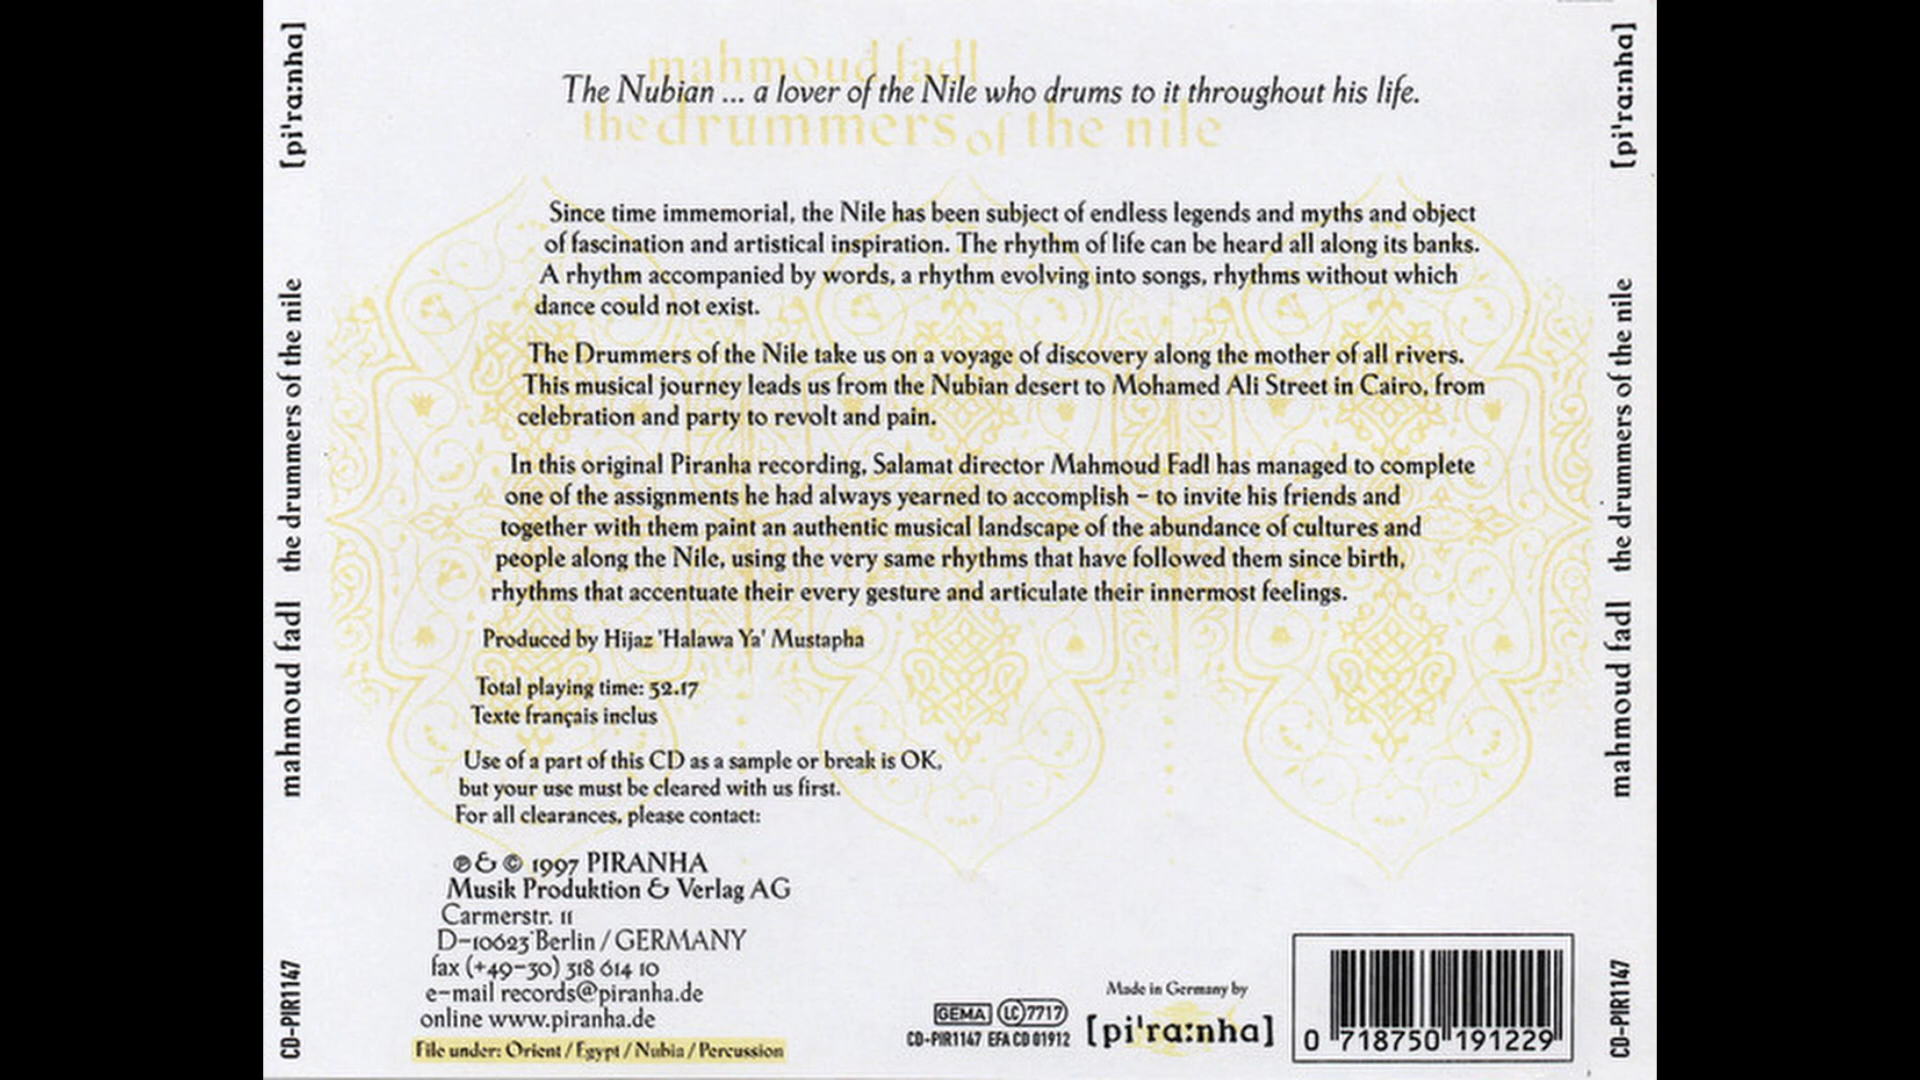 mahmoud fadl
The Nubian ... a lover of the Nile who drums to it throughout his life.
the drummers of the nile
Since time immemorial, the Nile has been subject of endless legends and myths and object
of fascination and artistical inspiration. The rhythm of life can be heard all along its banks.
A rhythm accompanied by words, a rhythm evolving into songs, rhythms without which
dance could not exist.
The Drummers of the Nile take us on a voyage of discovery along the mother of all rivers.
This musical journey leads us from the Nubian desert to Mohamed Ali Street in Cairo, from
celebration and party to revolt and pain.
In this original Piranha recording, Salamat director Mahmoud Fadl has managed to complete
one of the assignments he had always yearned to accomplish – to invite his friends and
together with them paint an authentic musical landscape of the abundance of cultures and
people along the Nile, using the very same rhythms that have followed them since birth,
rhythms that accentuate their every gesture and articulate their innermost feelings.
Produced by Hijaz 'Halawa Ya' Mustapha
Total playing time: 52.17
Texte français inclus
Use of a part of this CD as a sample or break is OK,
but your use must be cleared with us first.
For all clearances, please contact:
℗ & © 1997 PIRANHA
Musik Produktion & Verlag AG
Carmerstr. 11
D-10623 Berlin / GERMANY
fax (+49-30) 318 614 10
e-mail records@piranha.de
online www.piranha.de
File under: Orient / Egypt / Nubia / Percussion
GEMA LC 7717
CD-PIR1147 EFA CD 01912
Made in Germany by
[pi'ra:nha]
0 718750 191229
[pi'ra:nha]
mahmoud fadl the drummers of the nile
CD-PIR1147
[pi'ra:nha]
mahmoud fadl the drummers of the nile
CD-PIR1147